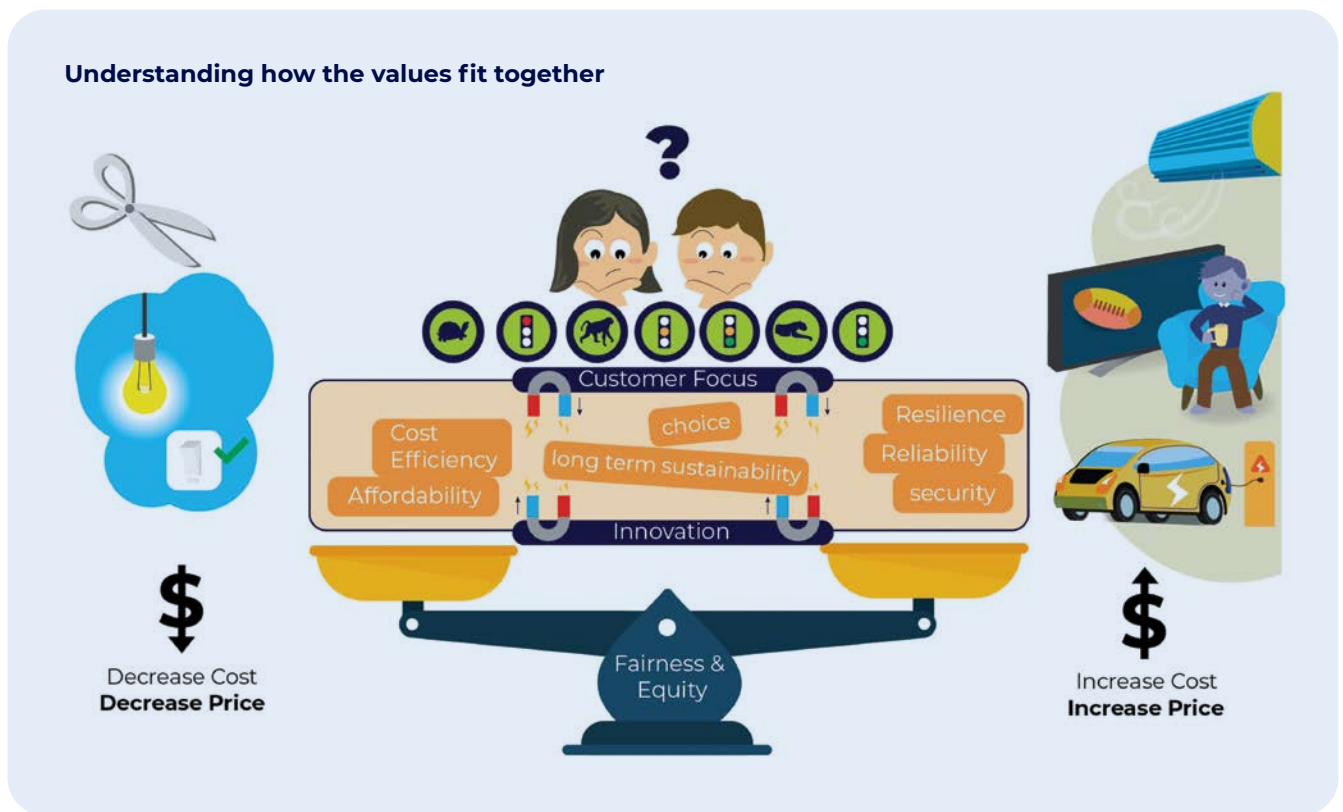 Understanding how the values fit together
?
Customer Focus
Cost
Efficiency
Affordability
choice
long term sustainability
Resilience
Reliability
security
Innovation
Fairness &
Equity
$
Decrease Cost
Decrease Price
$
Increase Cost
Increase Price